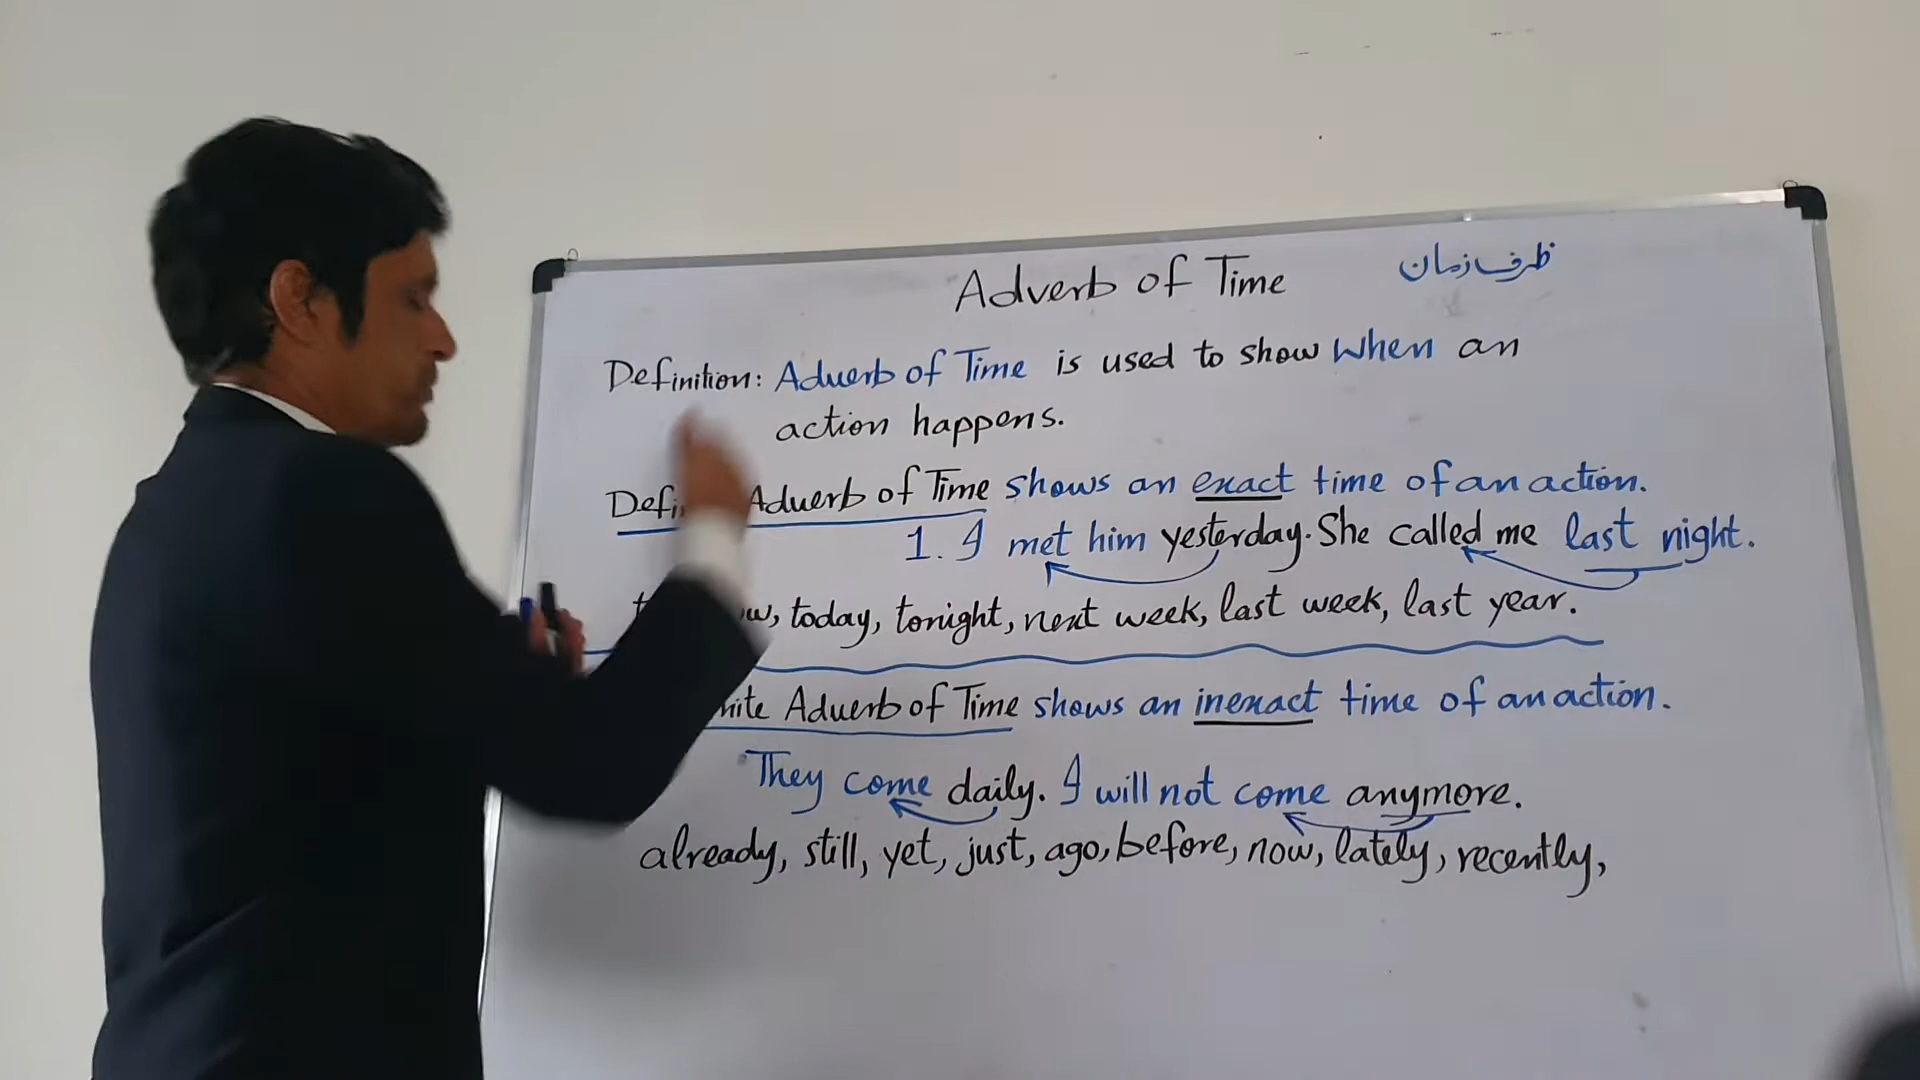 Adverb of Time ظرف زمان
Definition: Adverb of Time is used to show when an
action happens.
Adverb of Time shows an exact time of an action.
1. I met him yesterday. She called me last night.
today, tonight, next week, last week, last year.
Adverb of Time shows an inexact time of an action.
They come daily. I will not come anymore.
already, still, yet, just, ago, before, now, lately, recently,